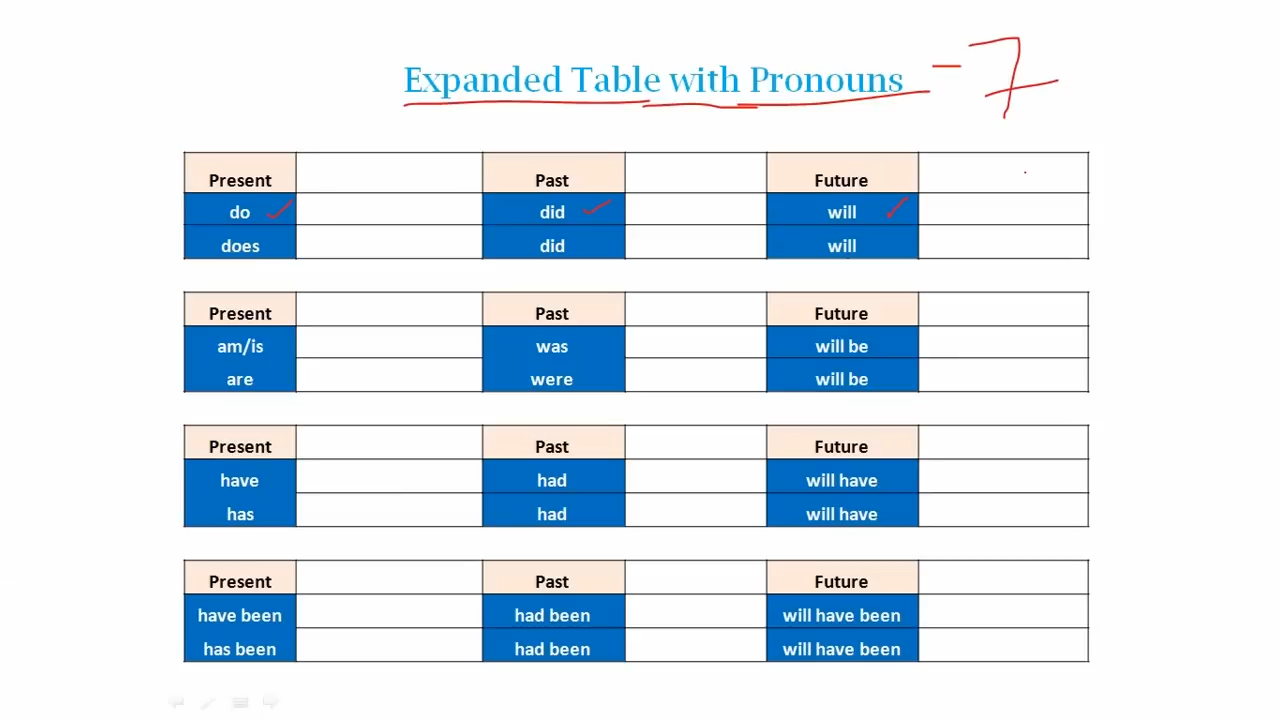 Expanded Table with Pronouns - 7
Present Past Future
do did will
does did will
Present Past Future
am/is was will be
are were will be
Present Past Future
have had will have
has had will have
Present Past Future
have been had been will have been
has been had been will have been